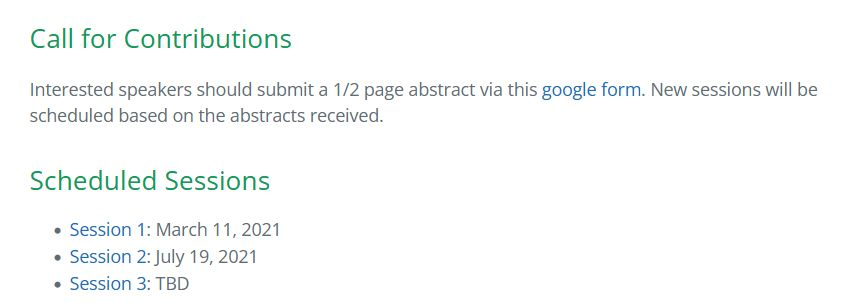 Call for Contributions
Interested speakers should submit a 1/2 page abstract via this google form. New sessions will be
scheduled based on the abstracts received.
Scheduled Sessions
• Session 1: March 11, 2021
• Session 2: July 19, 2021
• Session 3: TBD